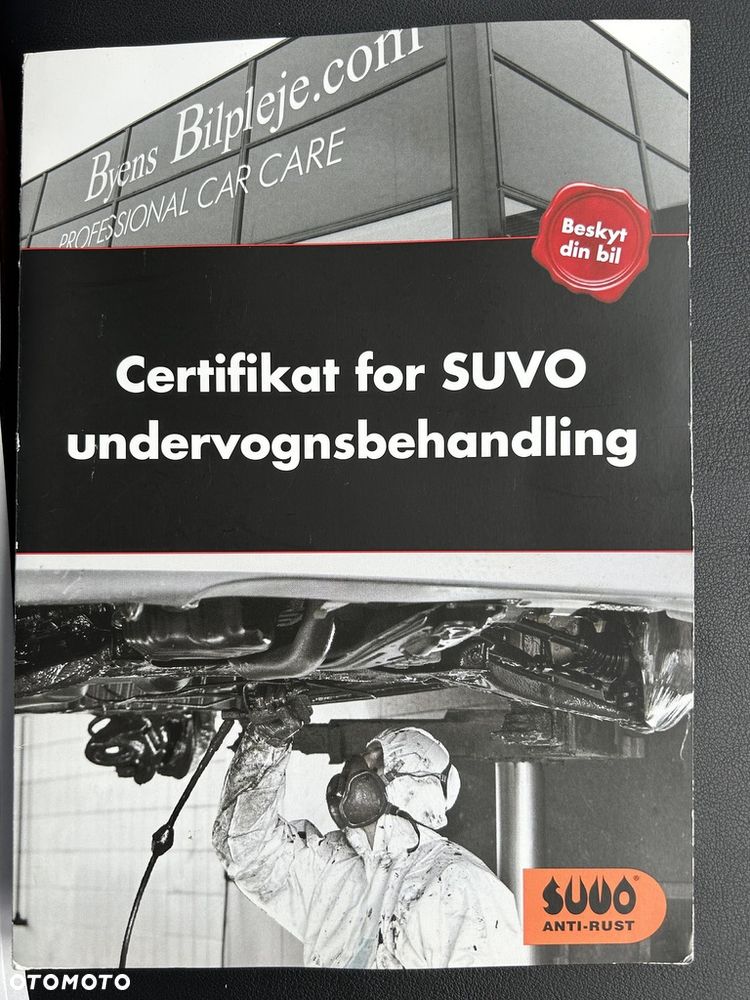 Byens Bilpleje.com
PROFESSIONAL CAR CARE
Beskyt
din bil
Certifikat for SUVO
undervognsbehandling
SUVO®
ANTI-RUST
OTOMOTO